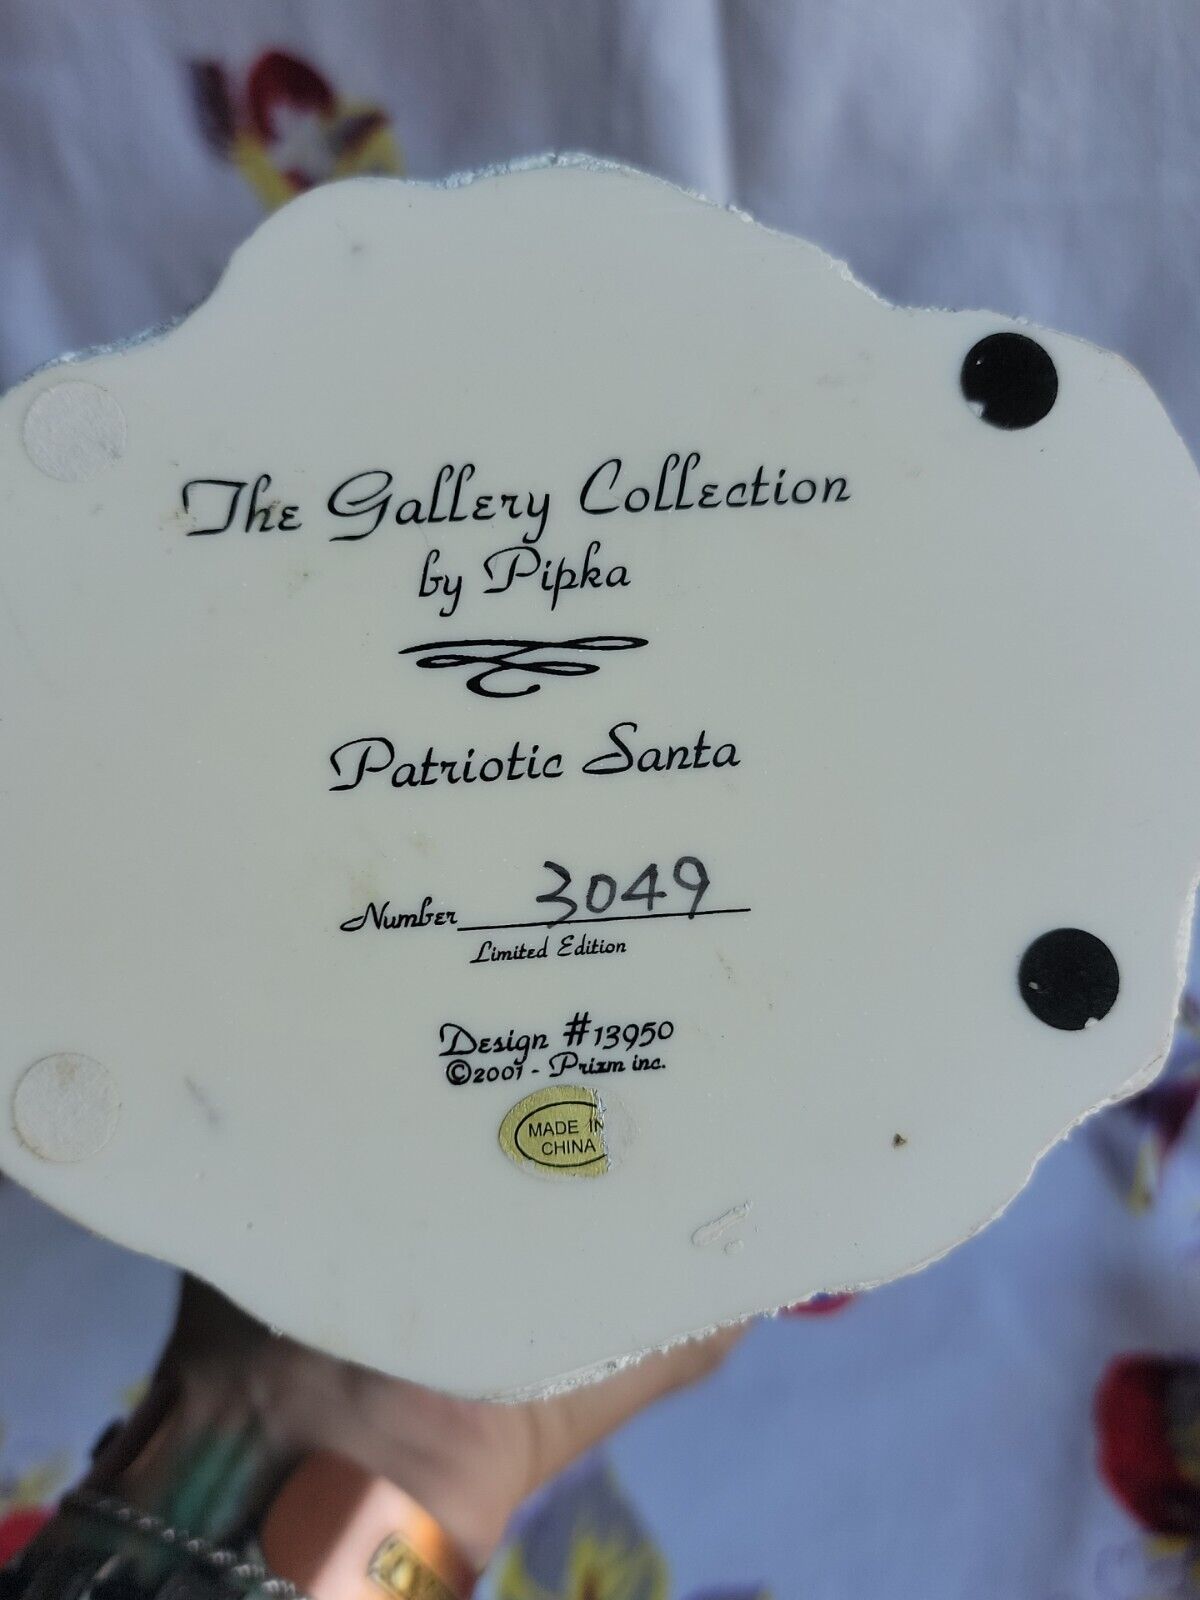 The Gallery Collection
by Pipka
Patriotic Santa
Number 3049
Limited Edition
Design #13950
©2001 - Prizm inc.
MADE IN
CHINA